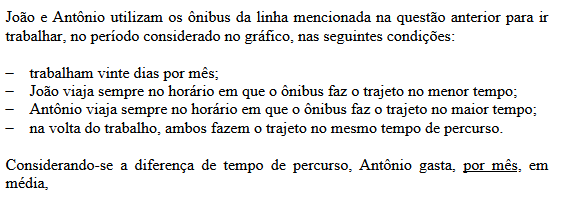 João e Antônio utilizam os ônibus da linha mencionada na questão anterior para ir
trabalhar, no período considerado no gráfico, nas seguintes condições:
– trabalham vinte dias por mês;
– João viaja sempre no horário em que o ônibus faz o trajeto no menor tempo;
– Antônio viaja sempre no horário em que o ônibus faz o trajeto no maior tempo;
– na volta do trabalho, ambos fazem o trajeto no mesmo tempo de percurso.
Considerando-se a diferença de tempo de percurso, Antônio gasta, por mês, em
média,